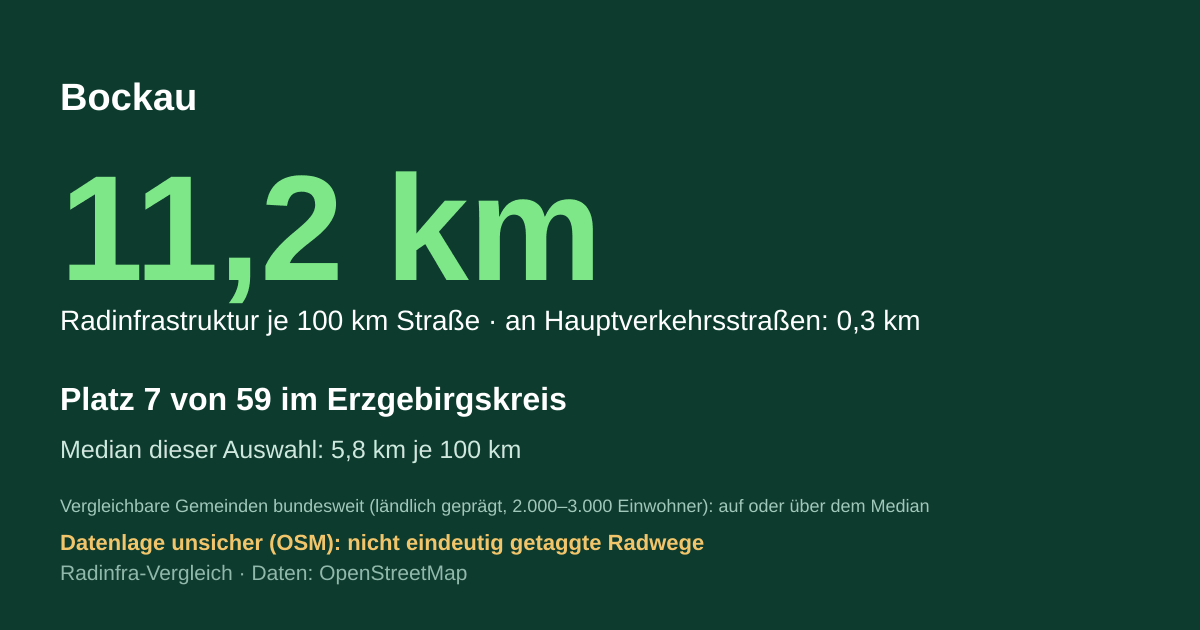 Bockau
11,2 km
Radinfrastruktur je 100 km Straße · an Hauptverkehrsstraßen: 0,3 km
Platz 7 von 59 im Erzgebirgskreis
Median dieser Auswahl: 5,8 km je 100 km
Vergleichbare Gemeinden bundesweit (ländlich geprägt, 2.000–3.000 Einwohner): auf oder über dem Median
Datenlage unsicher (OSM): nicht eindeutig getaggte Radwege
Radinfra-Vergleich · Daten: OpenStreetMap